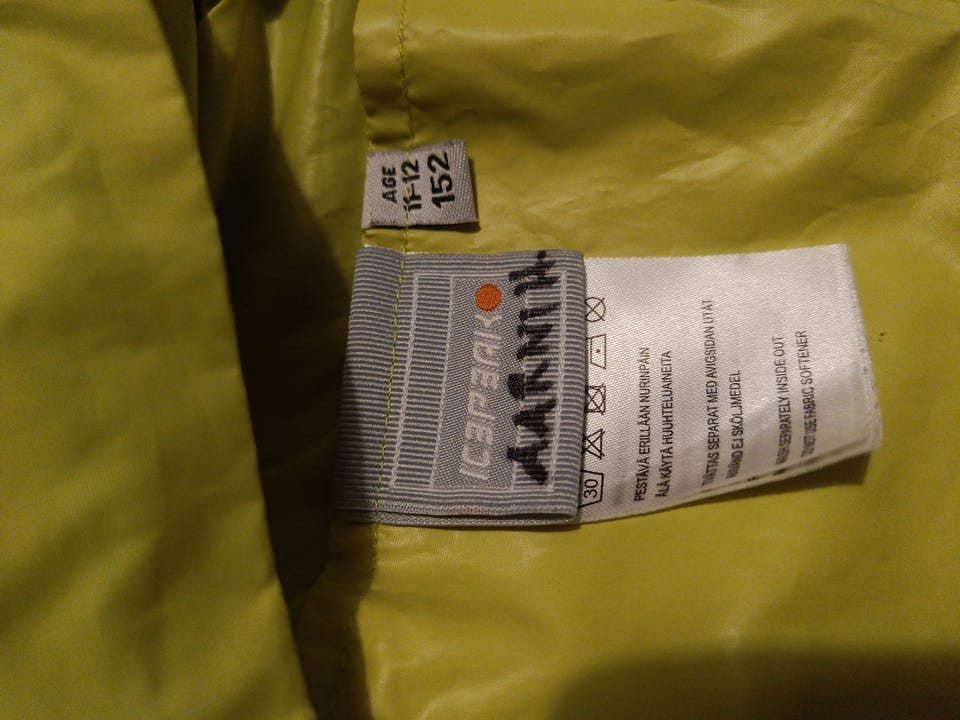 AGE
11-12
152
ICEPEAK
AARNI H.
30
PESTÄVÄ ERILLÄÄN NURINPÄIN
ÄLÄ KÄYTÄ HUUHTELUAINEITA
TVÄTTAS SEPARAT MED AVIGSIDAN UTÅT
ANVÄND EJ SKÖLJMEDEL
WASH SEPARATELY INSIDE OUT
DO NOT USE FABRIC SOFTENER